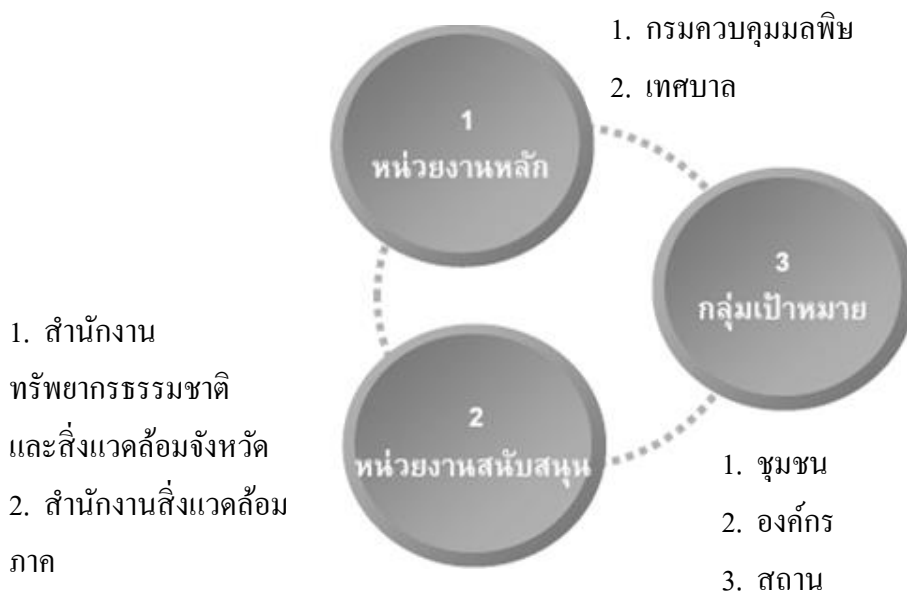 1. กรมควบคุมมลพิษ
2. เทศบาล
1
หน่วยงานหลัก
3
กลุ่มเป้าหมาย
1. สำนักงาน
ทรัพยากรธรรมชาติ
และสิ่งแวดล้อมจังหวัด
2. สำนักงานสิ่งแวดล้อม
ภาค
2
หน่วยงานสนับสนุน
1. ชุมชน
2. องค์กร
3. สถาน